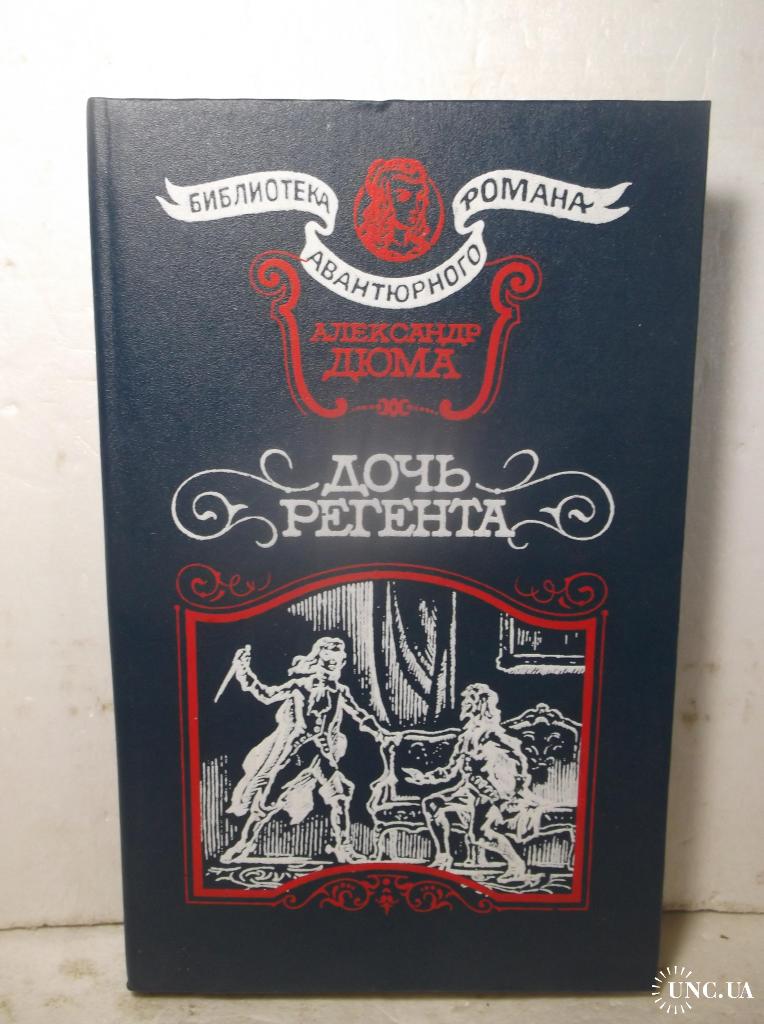 БИБЛИОТЕКА
АВАНТЮРНОГО
РОМАНА
АЛЕКСАНДР
ДЮМА
ДОЧЬ
РЕГЕНТА
UNC.UA